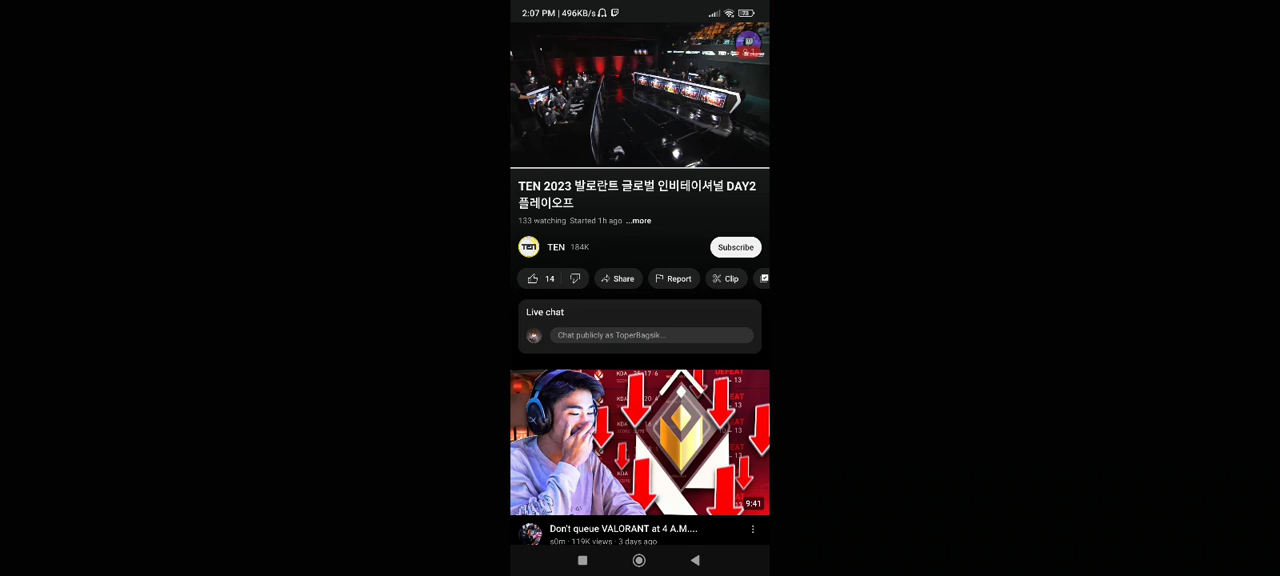 2:07 PM | 496KB/s
78
TEN 2023 발로란트 글로벌 인비테이셔널 DAY2
플레이오프
133 watching Started 1h ago ...more
TEN 184K
Subscribe
14
Share
Report
Clip
Live chat
Chat publicly as ToperBagsik...
DEFEAT
13
9:41
Don't queue VALORANT at 4 A.M....
s0m · 119K views · 3 days ago